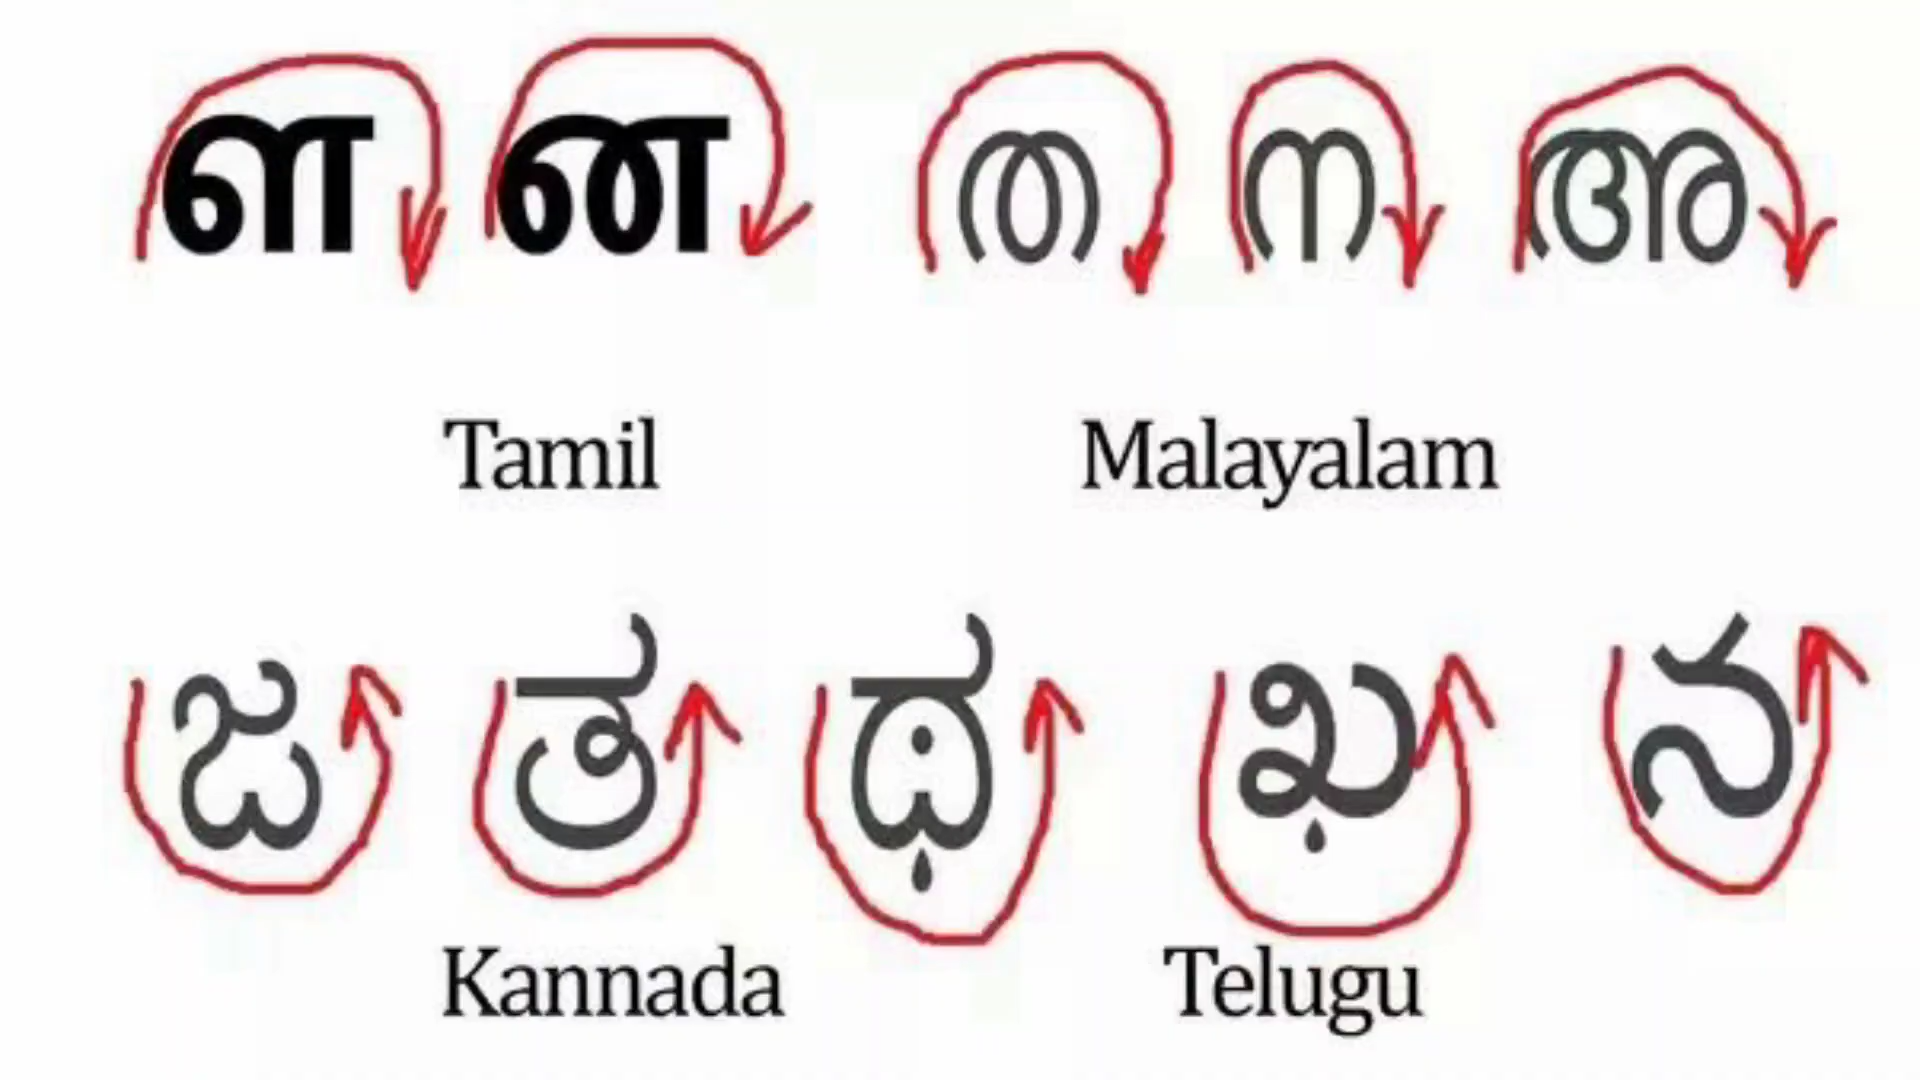 ள ன த ന അ
Tamil Malayalam
ಜ ತ ಥ ఖ న
Kannada Telugu